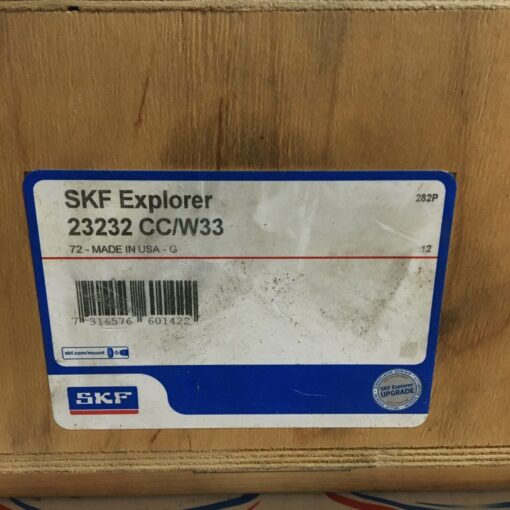 SKF Explorer
282P
23232 CC/W33
72 - MADE IN USA - G
12
7 316576 601422
skf.com/mount
SKF
SKF Explorer
UPGRADE